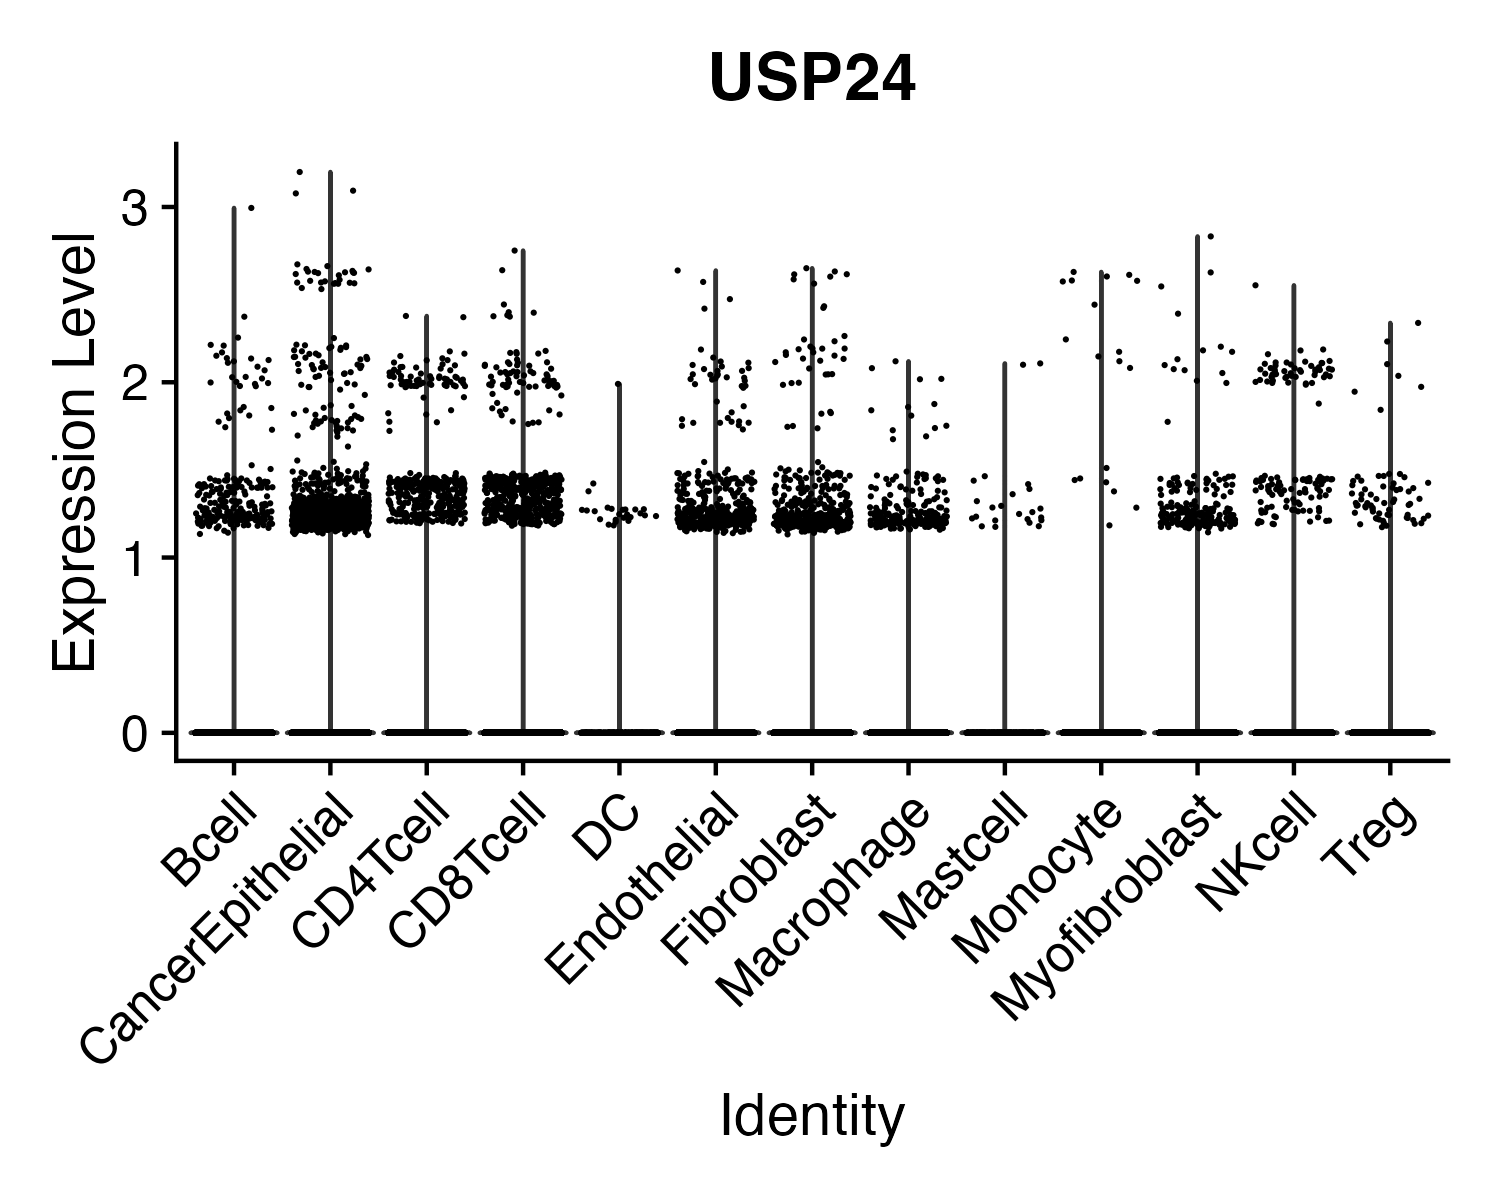 USP24
Expression Level
3
2
1
0
Bcell
CancerEpithelial
CD4Tcell
CD8Tcell
DC
Endothelial
Fibroblast
Macrophage
Mastcell
Monocyte
Myofibroblast
NKcell
Treg
Identity